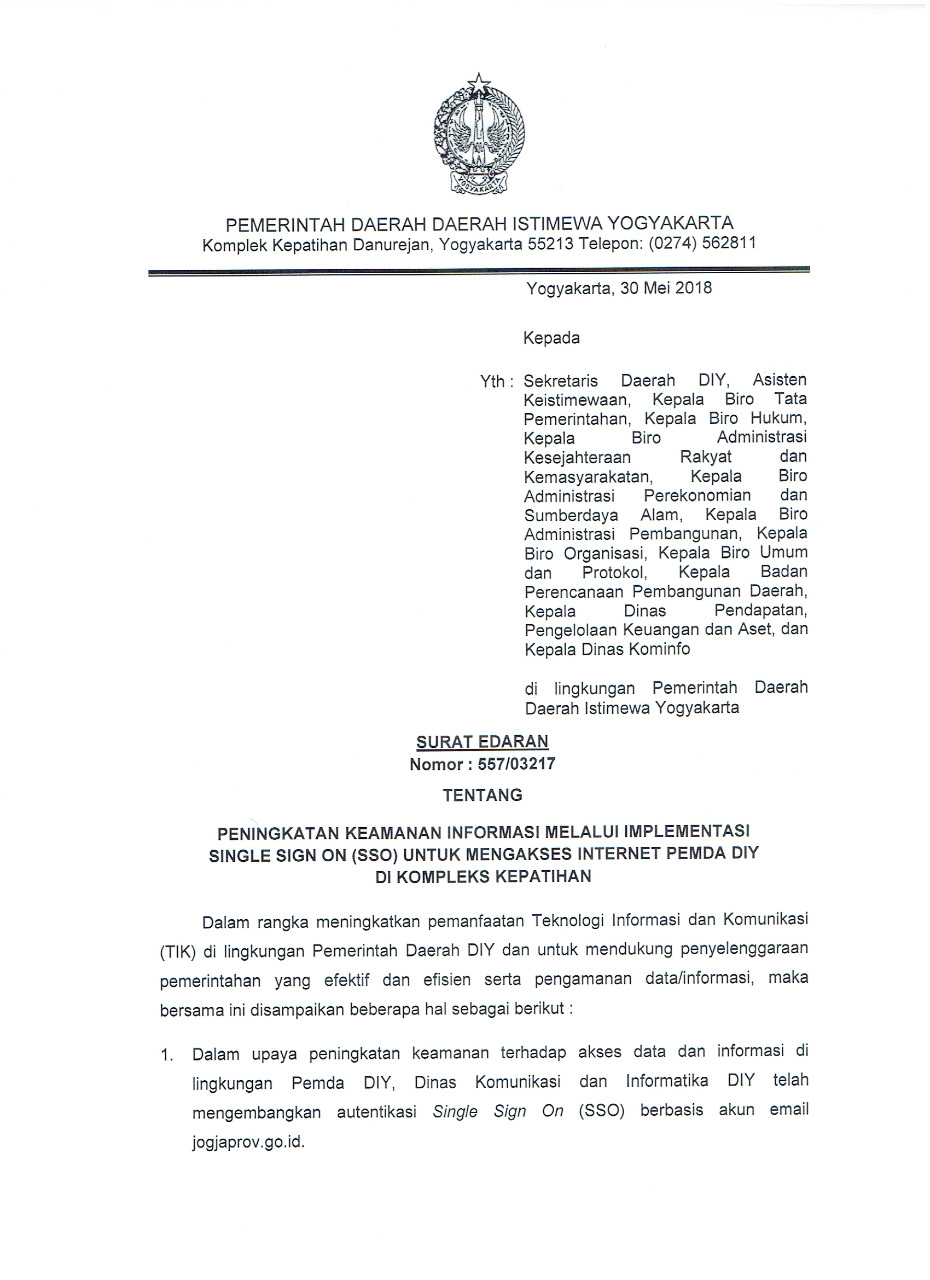 YOGYAKARTA
PEMERINTAH DAERAH DAERAH ISTIMEWA YOGYAKARTA
Komplek Kepatihan Danurejan, Yogyakarta 55213 Telepon: (0274) 562811
Yogyakarta, 30 Mei 2018
Kepada
Yth : Sekretaris Daerah DIY, Asisten
Keistimewaan, Kepala Biro Tata
Pemerintahan, Kepala Biro Hukum,
Kepala Biro Administrasi
Kesejahteraan Rakyat dan
Kemasyarakatan, Kepala Biro
Administrasi Perekonomian dan
Sumberdaya Alam, Kepala Biro
Administrasi Pembangunan, Kepala
Biro Organisasi, Kepala Biro Umum
dan Protokol, Kepala Badan
Perencanaan Pembangunan Daerah,
Kepala Dinas Pendapatan,
Pengelolaan Keuangan dan Aset, dan
Kepala Dinas Kominfo
di lingkungan Pemerintah Daerah
Daerah Istimewa Yogyakarta
SURAT EDARAN
Nomor : 557/03217
TENTANG
PENINGKATAN KEAMANAN INFORMASI MELALUI IMPLEMENTASI
SINGLE SIGN ON (SSO) UNTUK MENGAKSES INTERNET PEMDA DIY
DI KOMPLEKS KEPATIHAN
Dalam rangka meningkatkan pemanfaatan Teknologi Informasi dan Komunikasi
(TIK) di lingkungan Pemerintah Daerah DIY dan untuk mendukung penyelenggaraan
pemerintahan yang efektif dan efisien serta pengamanan data/informasi, maka
bersama ini disampaikan beberapa hal sebagai berikut :
1. Dalam upaya peningkatan keamanan terhadap akses data dan informasi di
lingkungan Pemda DIY, Dinas Komunikasi dan Informatika DIY telah
mengembangkan autentikasi Single Sign On (SSO) berbasis akun email
jogjaprov.go.id.